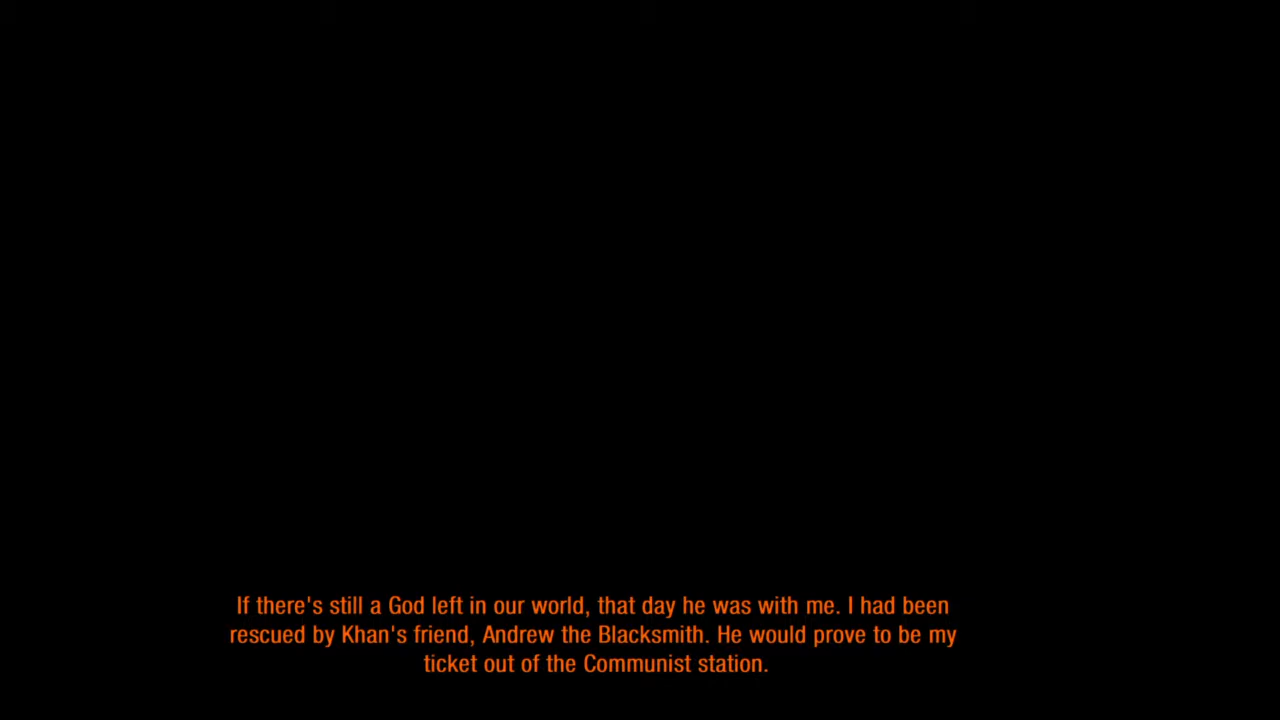 If there's still a God left in our world, that day he was with me. I had been
rescued by Khan's friend, Andrew the Blacksmith. He would prove to be my
ticket out of the Communist station.